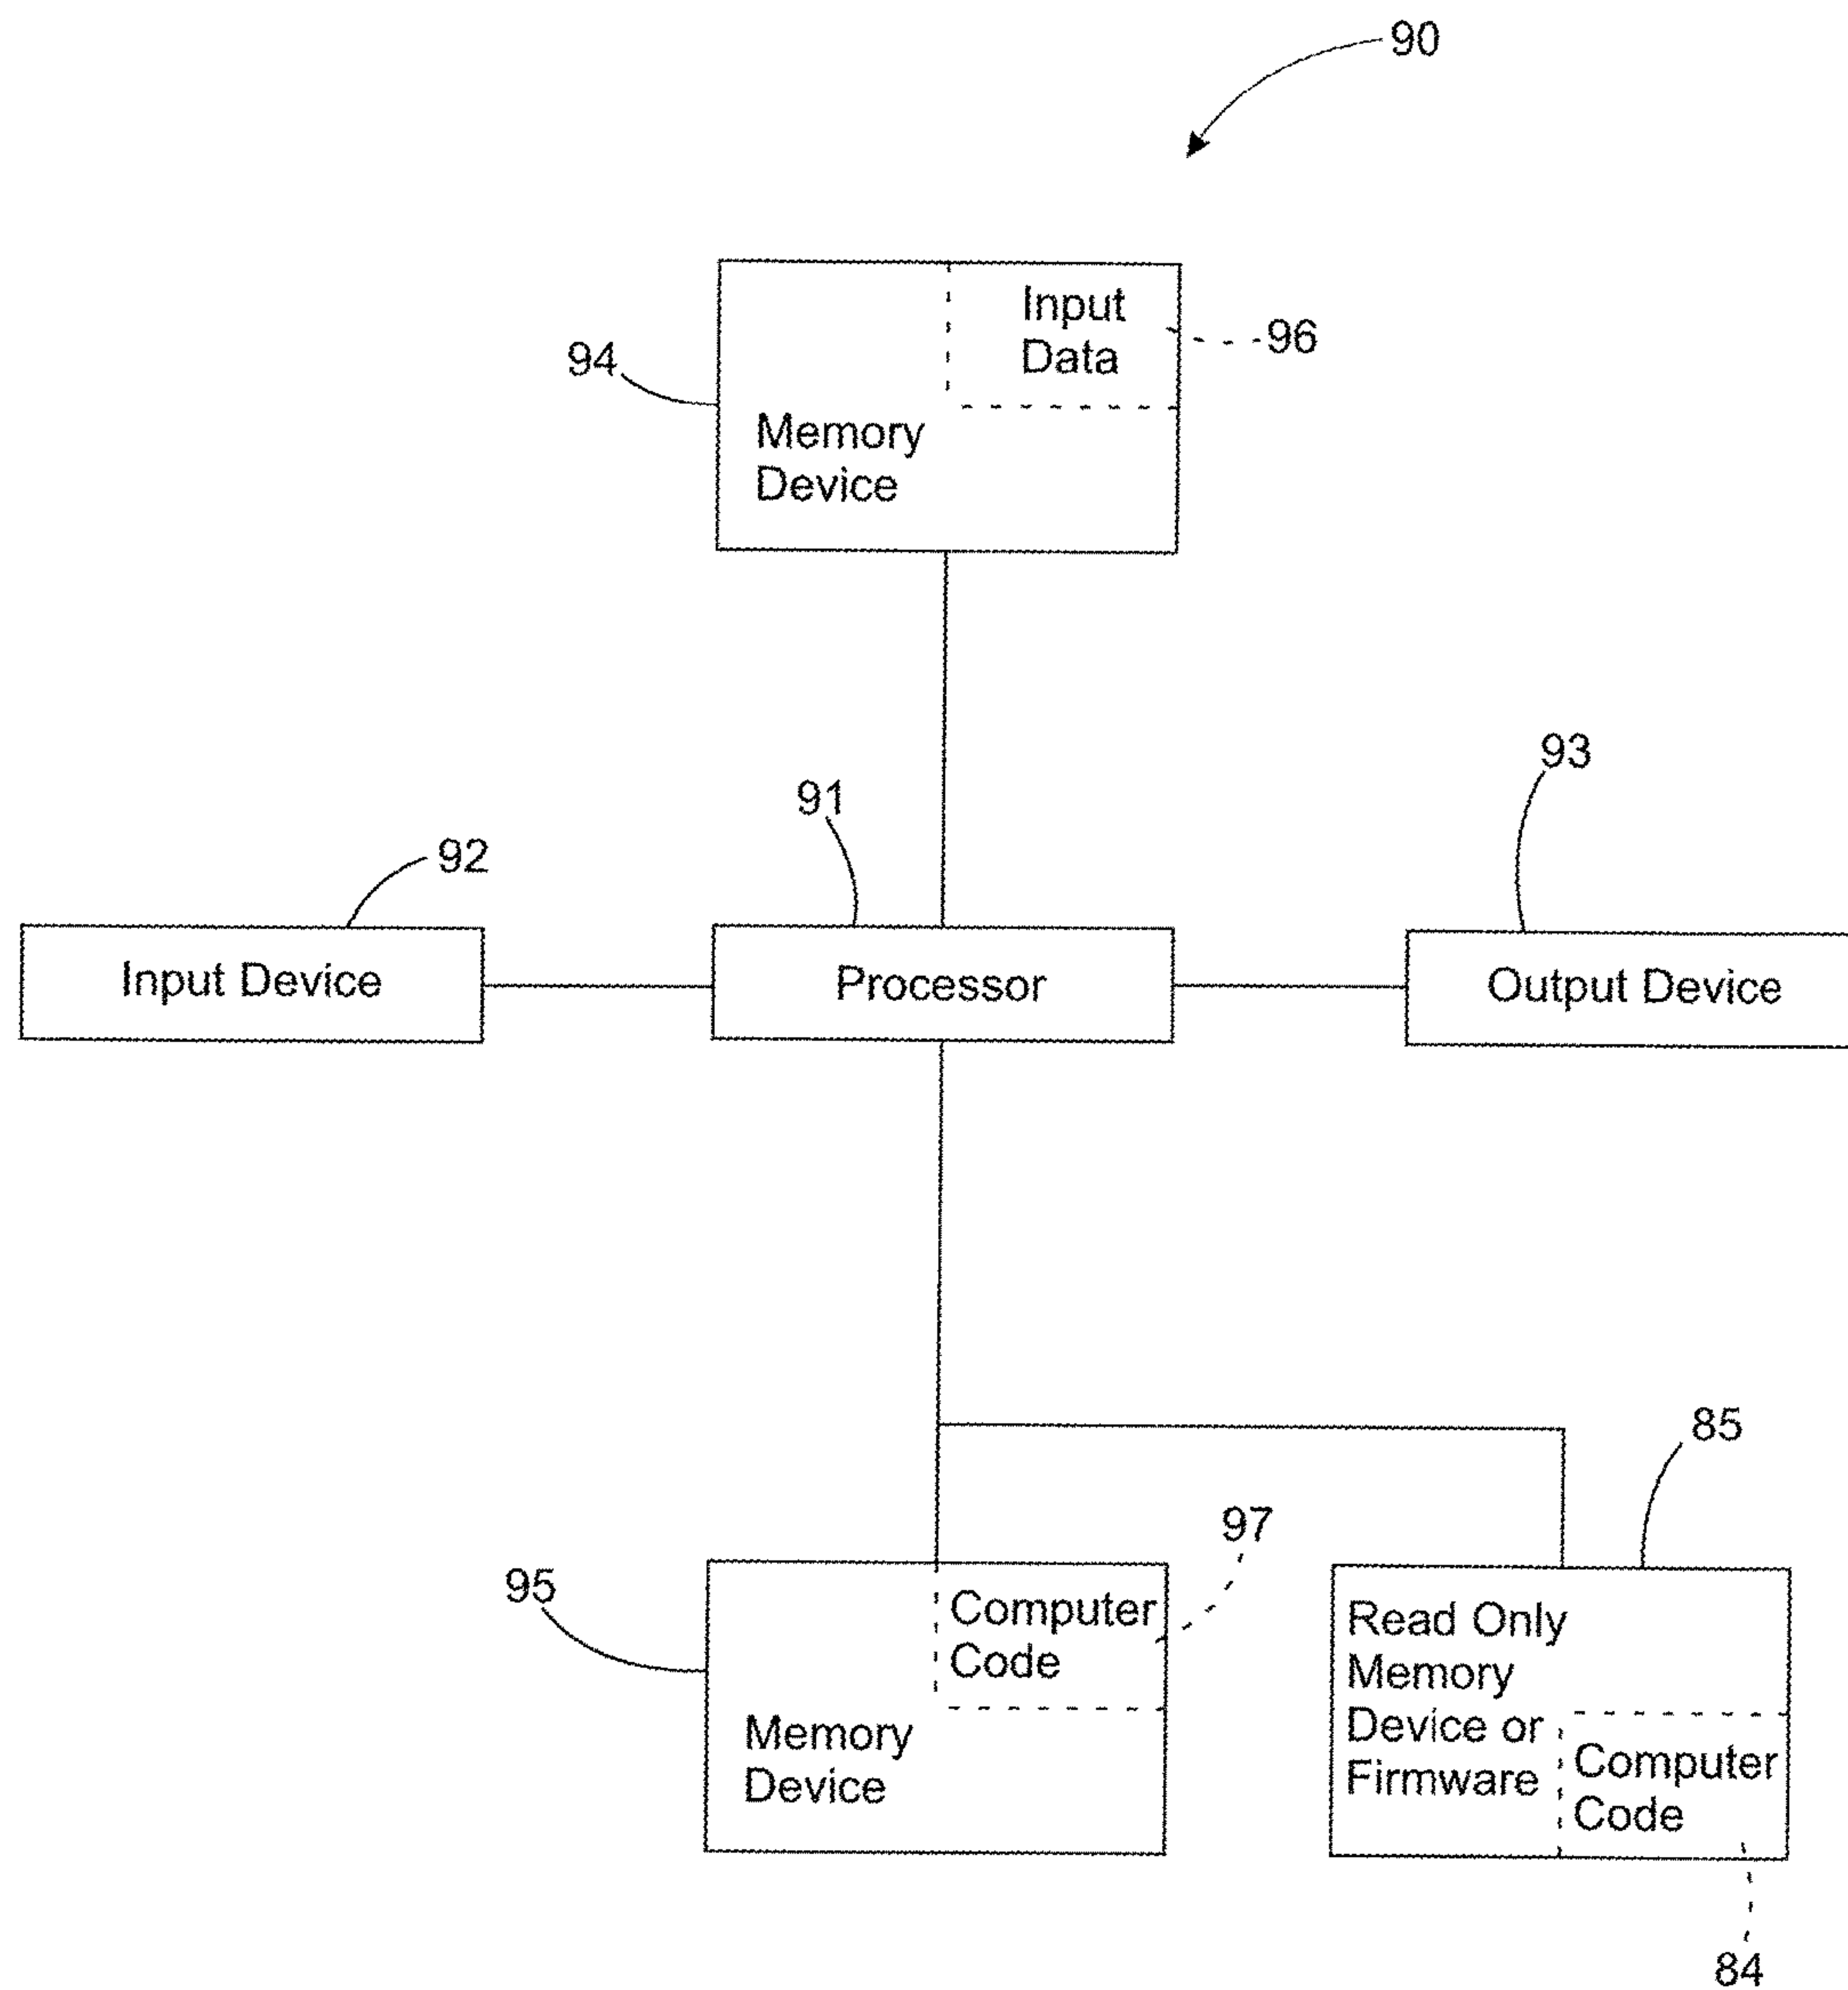 90
Input
Data
96
94
Memory
Device
93
91
92
Input Device
Processor
Output Device
85
97
95
Computer
Code
Memory
Device
Read Only
Memory
Device or
Firmware
Computer
Code
84